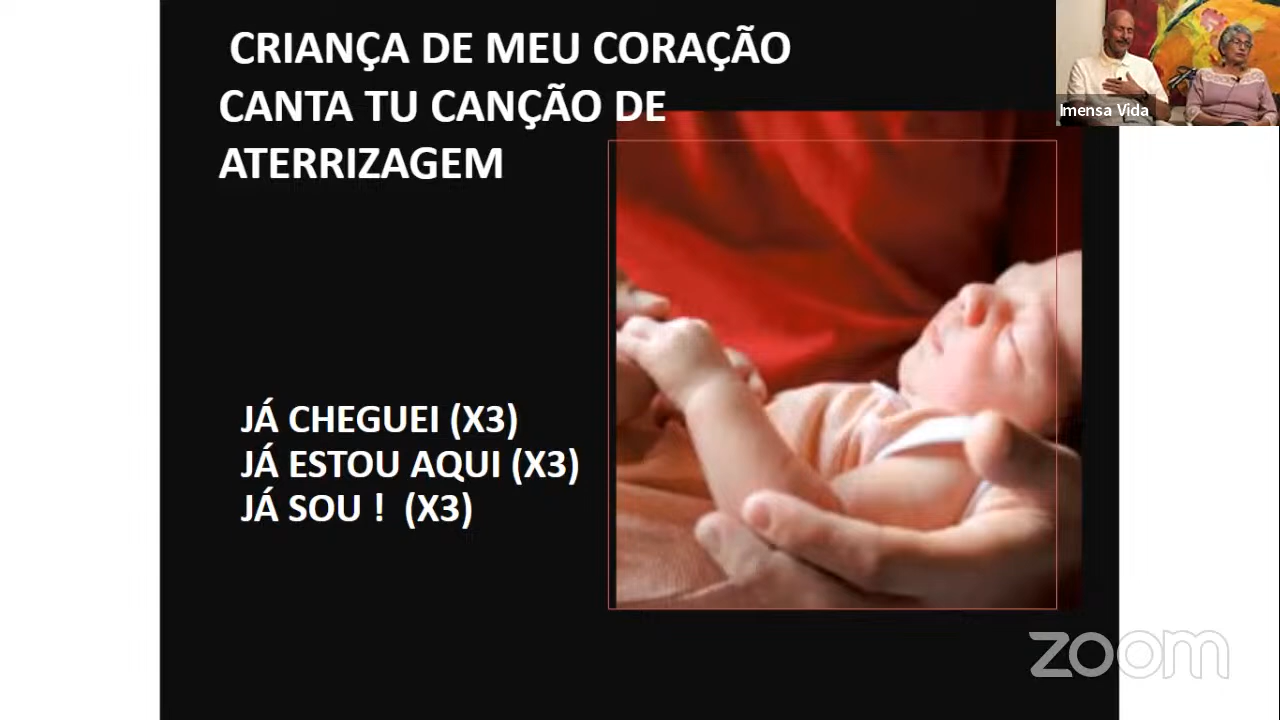 CRIANÇA DE MEU CORAÇÃO
CANTA TU CANÇÃO DE
ATERRIZAGEM
JÁ CHEGUEI (X3)
JÁ ESTOU AQUI (X3)
JÁ SOU ! (X3)
Imensa Vida
zoom